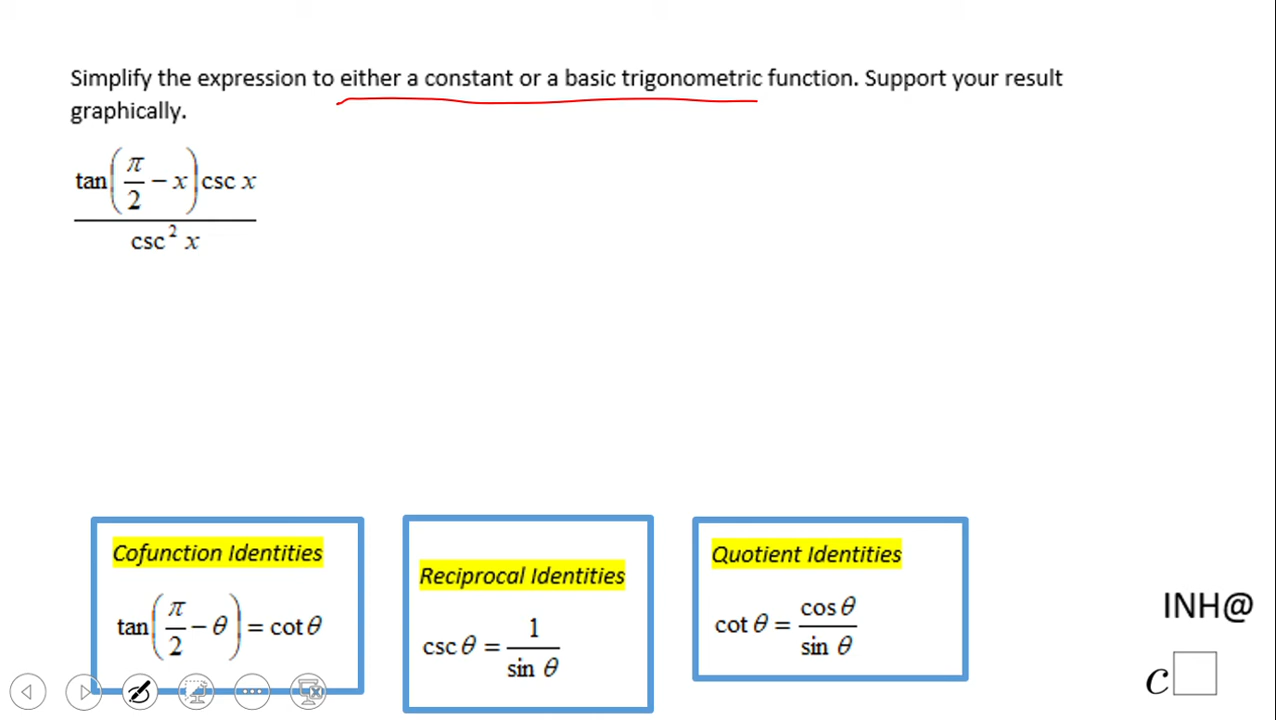 Simplify the expression to either a constant or a basic trigonometric function. Support your result
graphically.
tan(π/2 − x) csc x
csc² x
Cofunction Identities
tan(π/2 − θ) = cot θ
Reciprocal Identities
csc θ = 1/sin θ
Quotient Identities
cot θ = cos θ/sin θ
INH@
c